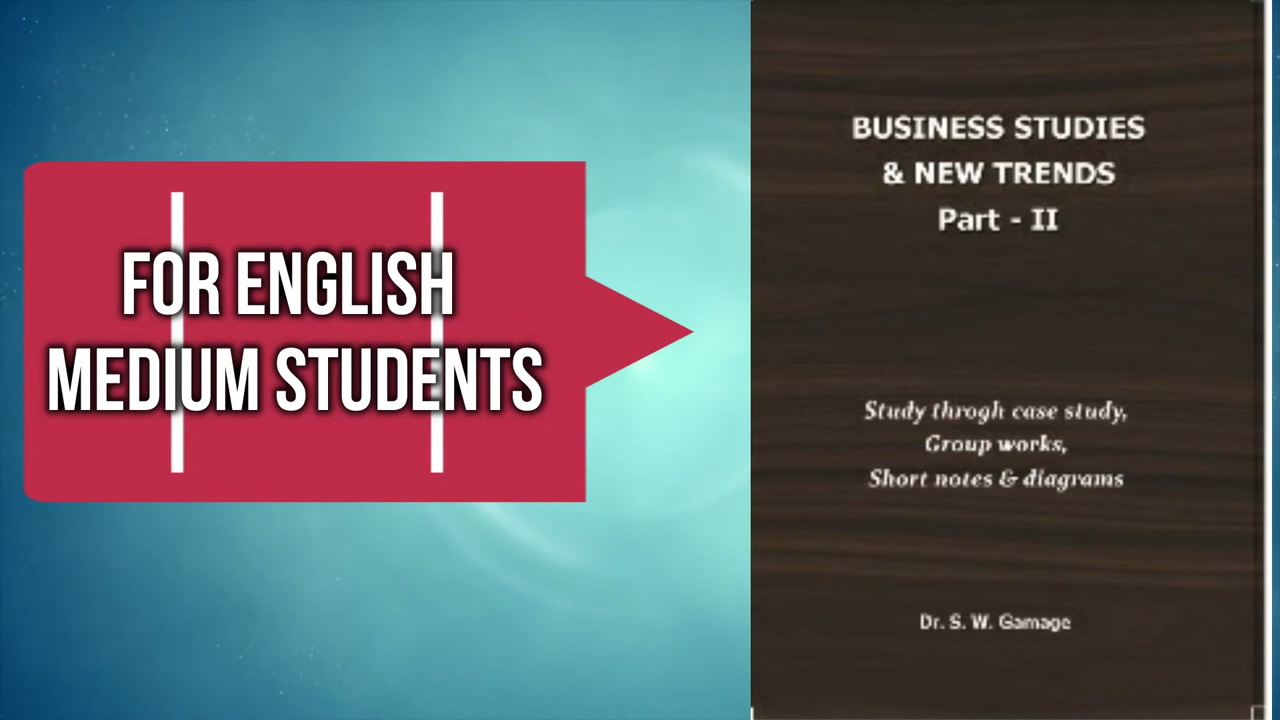 FOR ENGLISH
MEDIUM STUDENTS
BUSINESS STUDIES
& NEW TRENDS
Part - II
Study throgh case study,
Group works,
Short notes & diagrams
Dr. S. W. Gamage